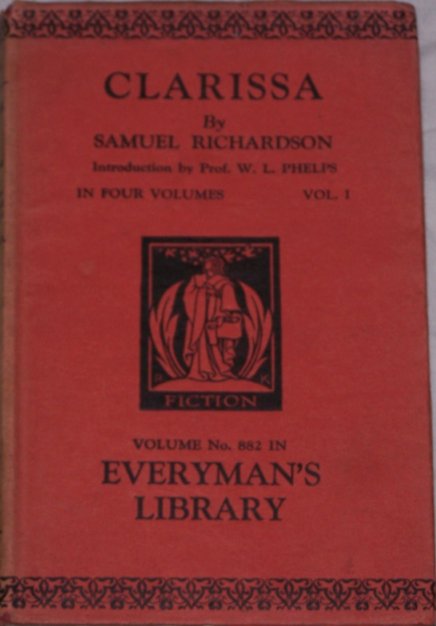 CLARISSA
By
SAMUEL RICHARDSON
Introduction by Prof. W. L. PHELPS
IN FOUR VOLUMES VOL. I
FICTION
VOLUME No. 882 IN
EVERYMAN'S
LIBRARY